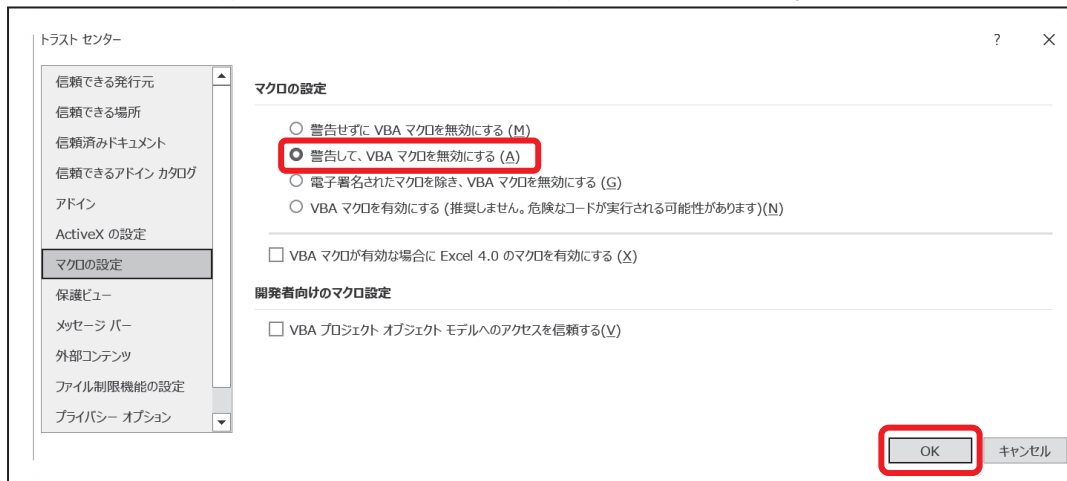 トラスト センター
?
×
信頼できる発行元
信頼できる場所
信頼済みドキュメント
信頼できるアドイン カタログ
アドイン
ActiveX の設定
マクロの設定
保護ビュー
メッセージ バー
外部コンテンツ
ファイル制限機能の設定
プライバシー オプション
マクロの設定
警告せずに VBA マクロを無効にする (M)
警告して、VBA マクロを無効にする (A)
電子署名されたマクロを除き、VBA マクロを無効にする (G)
VBA マクロを有効にする (推奨しません。危険なコードが実行される可能性があります)(N)
VBA マクロが有効な場合に Excel 4.0 のマクロを有効にする (X)
開発者向けのマクロ設定
VBA プロジェクト オブジェクト モデルへのアクセスを信頼する(V)
OK
キャンセル